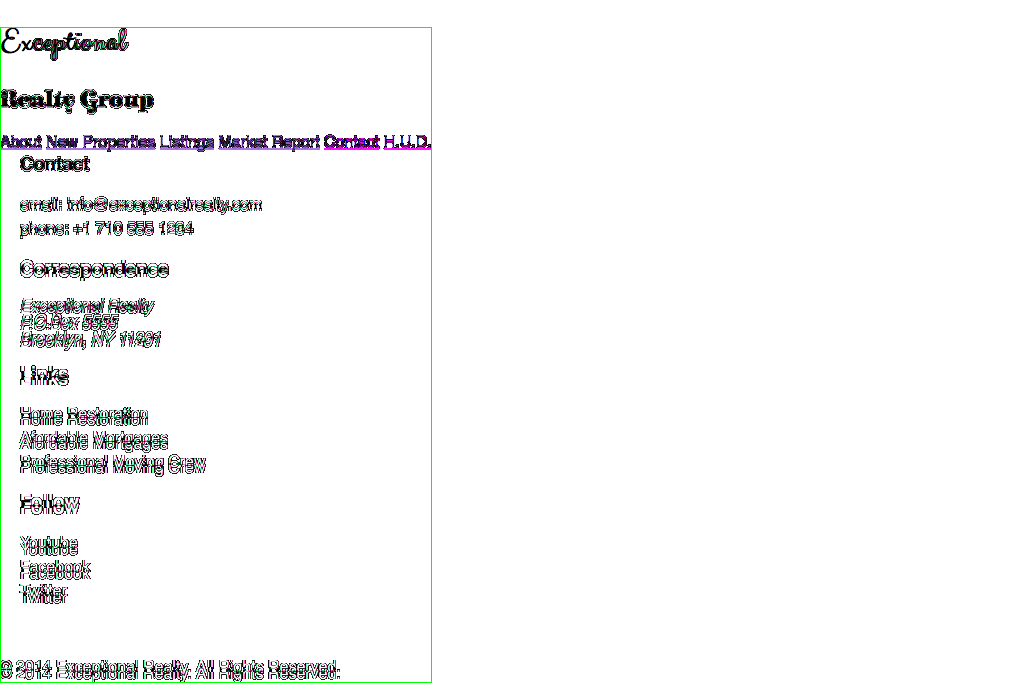 Exceptional
Realty Group
About New Properties Listings Market Report Contact H.U.D.
Contact
email: info@exceptionalrealty.com
phone: +1 710 555 1234
Correspondence
Exceptional Realty
P.O.Box 5555
Brooklyn, NY 11201
Links
Home Restoration
Afordable Mortgages
Professional Moving Crew
Follow
Youtube
Facebook
Twitter
© 2014 Exceptional Realty. All Rights Reserved.